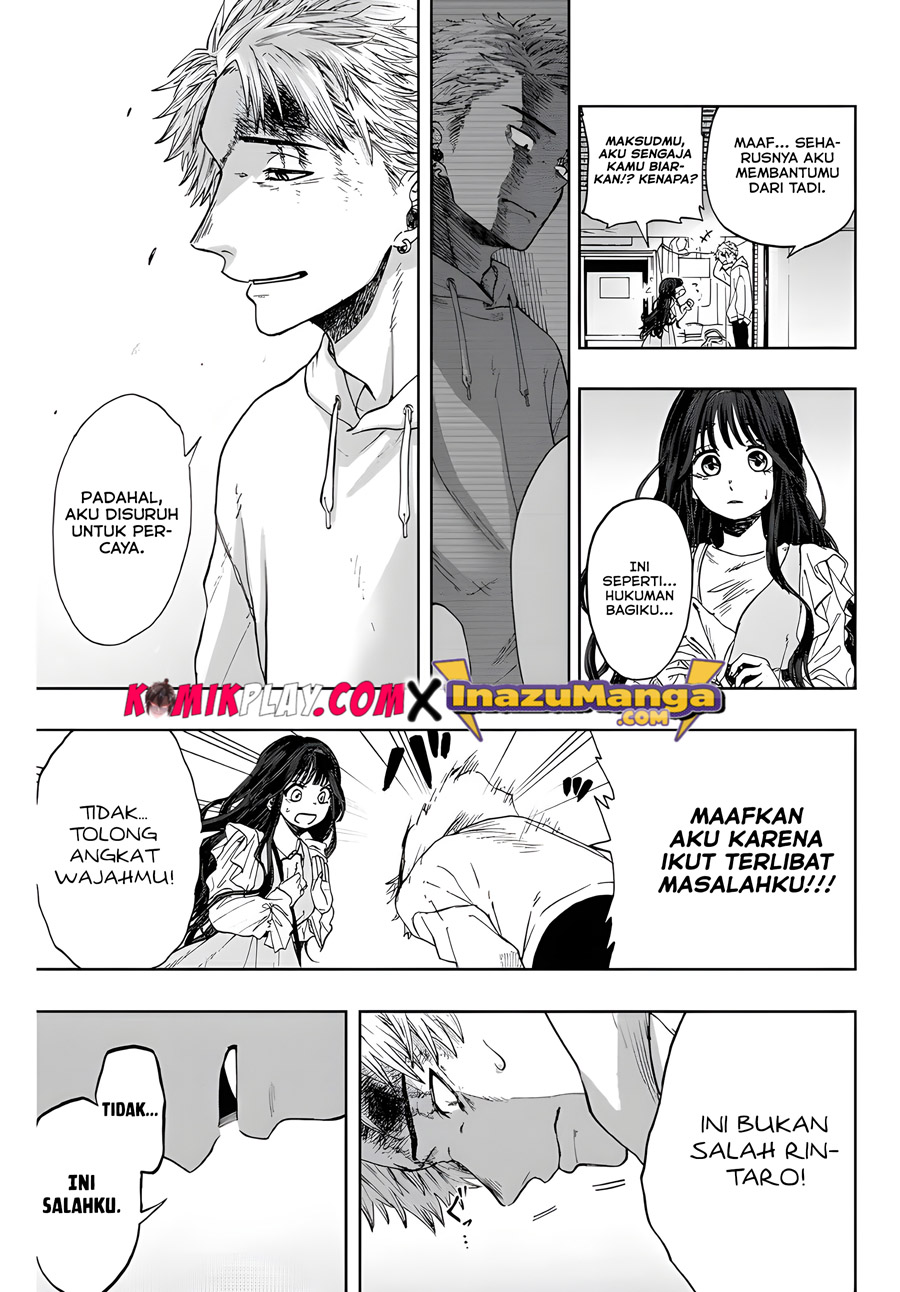 MAAF... SEHA-
RUSNYA AKU
MEMBANTUMU
DARI TADI.
MAKSUDMU,
AKU SENGAJA
KAMU BIAR-
KAN!? KENAPA?
INI
SEPERTI...
HUKUMAN
BAGIKU...
PADAHAL,
AKU DISURUH
UNTUK PER-
CAYA.
KOMIKPLAY.COM X INAZUMANGA
.COM
MAAFKAN
AKU KARENA
IKUT TERLIBAT
MASALAHKU!!!
TIDAK...
TOLONG
ANGKAT
WAJAHMU!
INI BUKAN
SALAH RIN-
TARO!
TIDAK...
INI
SALAHKU.